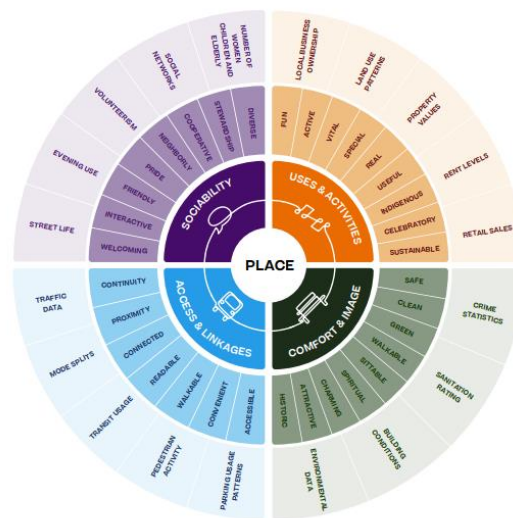 PLACE
SOCIABILITY
USES & ACTIVITIES
ACCESS & LINKAGES
COMFORT & IMAGE
DIVERSE
STEWARDSHIP
COOPERATIVE
NEIGHBORLY
PRIDE
FRIENDLY
INTERACTIVE
WELCOMING
NUMBER OF
WOMEN,
CHILDREN AND
ELDERLY
SOCIAL
NETWORKS
VOLUNTEERISM
EVENING USE
STREET LIFE
FUN
ACTIVE
VITAL
SPECIAL
REAL
USEFUL
INDIGENOUS
CELEBRATORY
SUSTAINABLE
LOCAL BUSINESS
OWNERSHIP
LAND USE
PATTERNS
PROPERTY
VALUES
RENT LEVELS
RETAIL SALES
SAFE
CLEAN
GREEN
WALKABLE
SITTABLE
SPIRITUAL
CHARMING
ATTRACTIVE
HISTORIC
CRIME
STATISTICS
SANITATION
RATING
BUILDING
CONDITIONS
ENVIRONMENTAL
DATA
CONTINUITY
PROXIMITY
CONNECTED
READABLE
WALKABLE
CONVENIENT
ACCESSIBLE
TRAFFIC
DATA
MODE SPLITS
TRANSIT USAGE
PEDESTRIAN
ACTIVITY
PARKING USAGE
PATTERNS